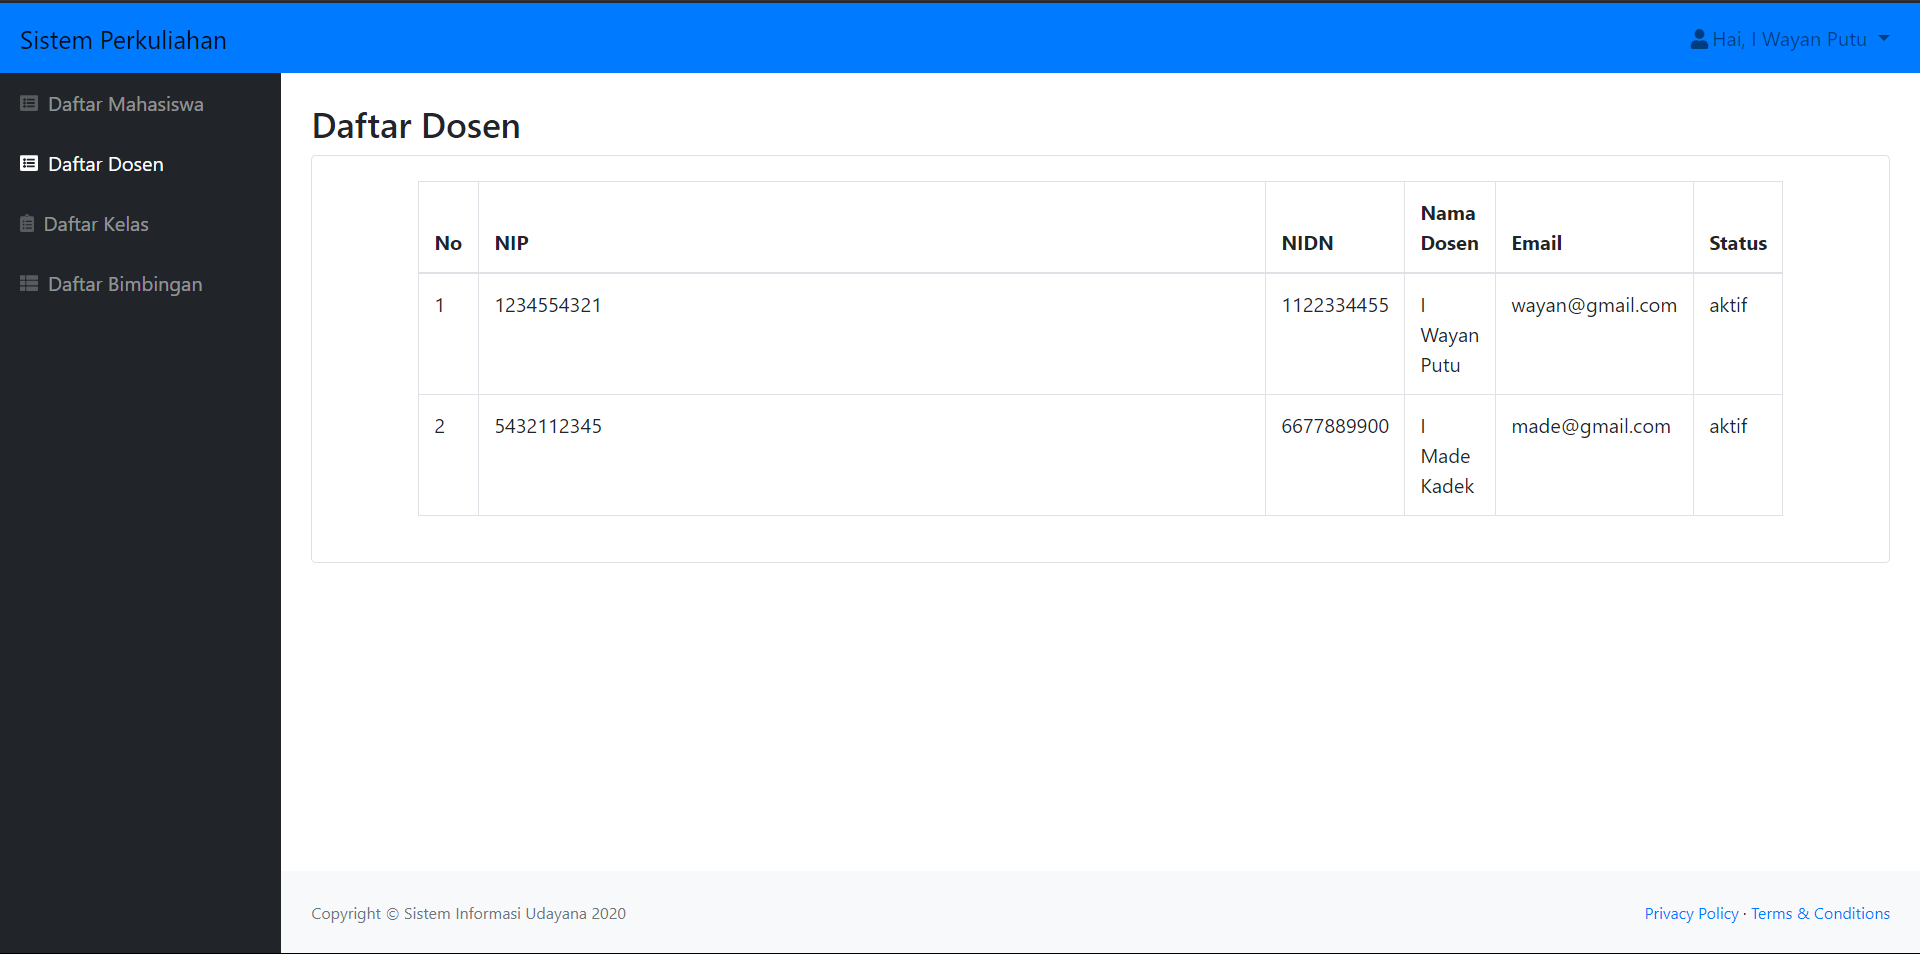 Sistem Perkuliahan
Hai, I Wayan Putu
Daftar Mahasiswa
Daftar Dosen
Daftar Kelas
Daftar Bimbingan
Daftar Dosen
No NIP NIDN Nama Dosen Email Status
1 1234554321 1122334455 I Wayan Putu wayan@gmail.com aktif
2 5432112345 6677889900 I Made Kadek made@gmail.com aktif
Copyright © Sistem Informasi Udayana 2020
Privacy Policy · Terms & Conditions